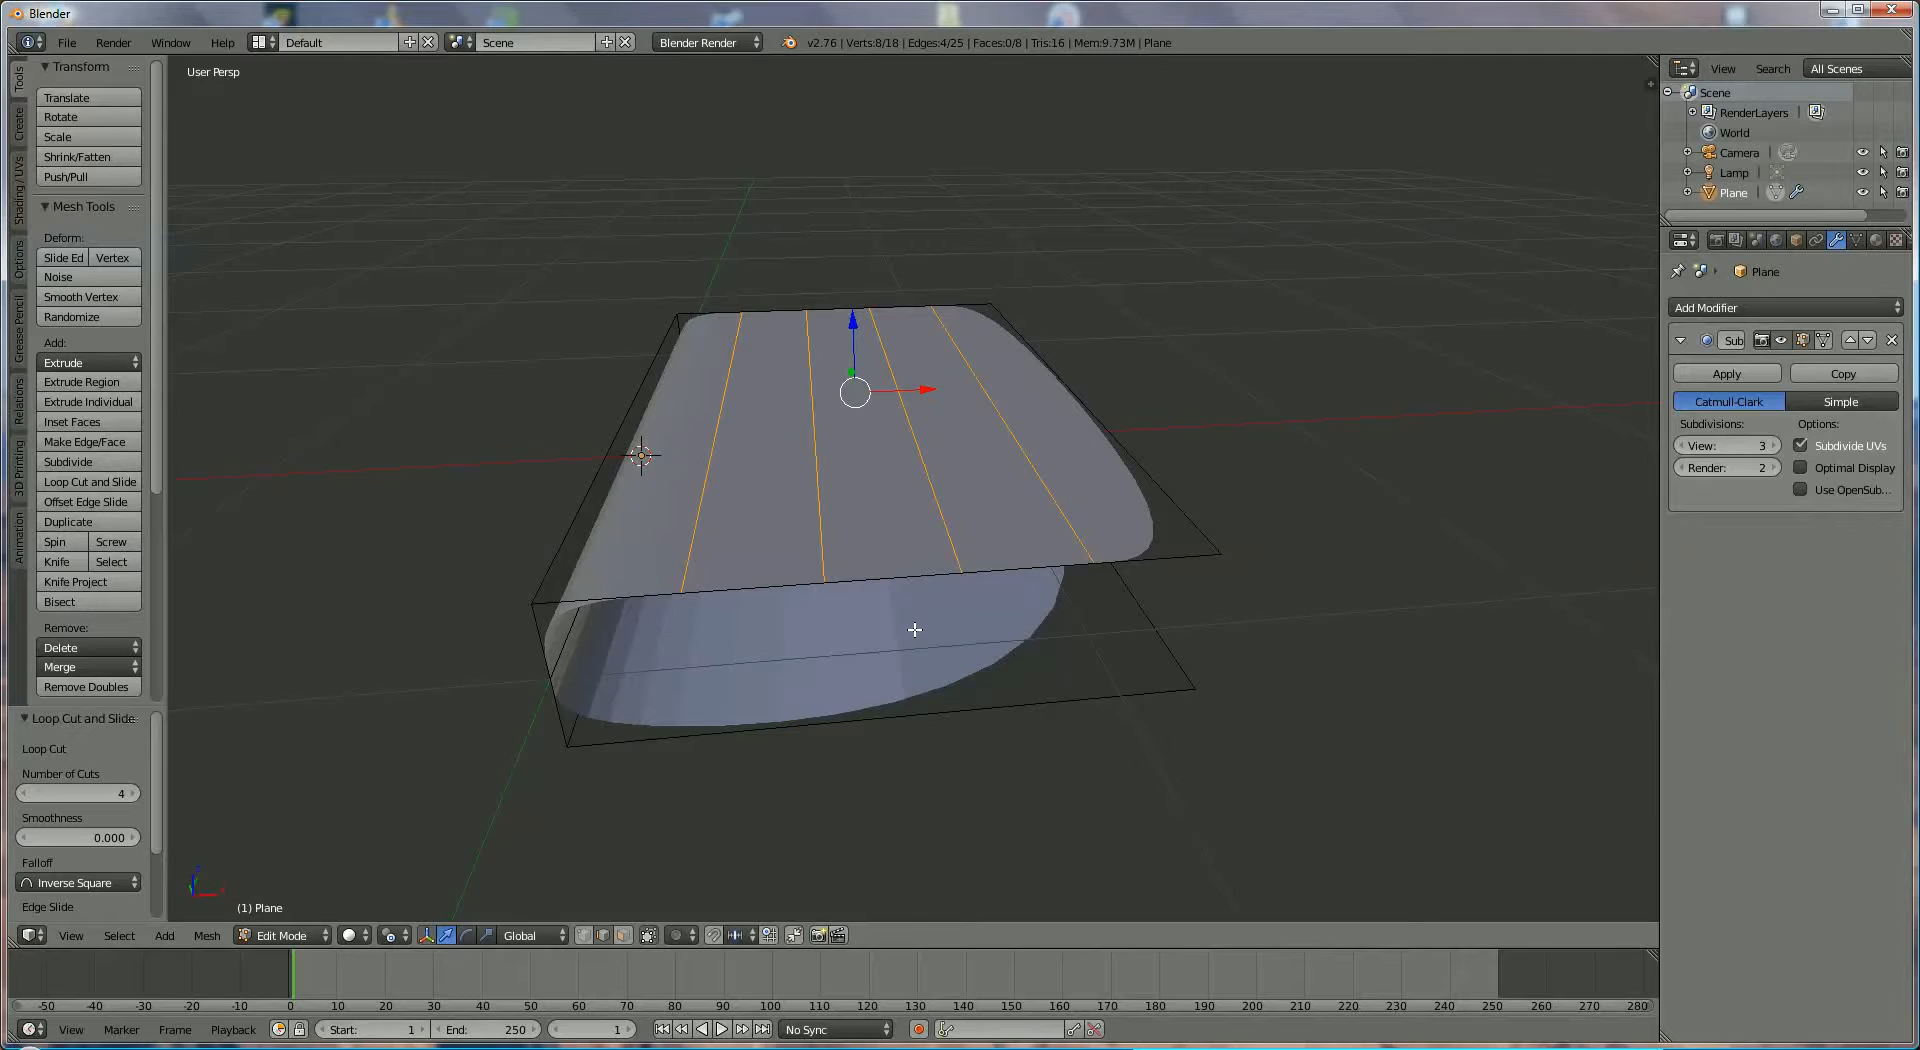 Blender
File Render Window Help Default Scene Blender Render v2.76 | Verts:8/18 | Edges:4/25 | Faces:0/8 | Tris:16 | Mem:9.73M | Plane
Tools
Create
Shading / UVs
Options
Grease Pencil
Relations
3D Printing
Animation
Transform
Translate
Rotate
Scale
Shrink/Fatten
Push/Pull
Mesh Tools
Deform:
Slide Ed Vertex
Noise
Smooth Vertex
Randomize
Add:
Extrude
Extrude Region
Extrude Individual
Inset Faces
Make Edge/Face
Subdivide
Loop Cut and Slide
Offset Edge Slide
Duplicate
Spin Screw
Knife Select
Knife Project
Bisect
Remove:
Delete
Merge
Remove Doubles
Loop Cut and Slide
Loop Cut
Number of Cuts
4
Smoothness
0.000
Falloff
Inverse Square
Edge Slide
User Persp
(1) Plane
View Search All Scenes
Scene
RenderLayers
World
Camera
Lamp
Plane
Plane
Add Modifier
Sub
Apply Copy
Catmull-Clark Simple
Subdivisions: Options:
View: 3 Subdivide UVs
Render: 2 Optimal Display
Use OpenSub...
View Select Add Mesh Edit Mode Global
-50 -40 -30 -20 -10 0 10 20 30 40 50 60 70 80 90 100 110 120 130 140 150 160 170 180 190 200 210 220 230 240 250 260 270 280
View Marker Frame Playback Start: 1 End: 250 1 No Sync